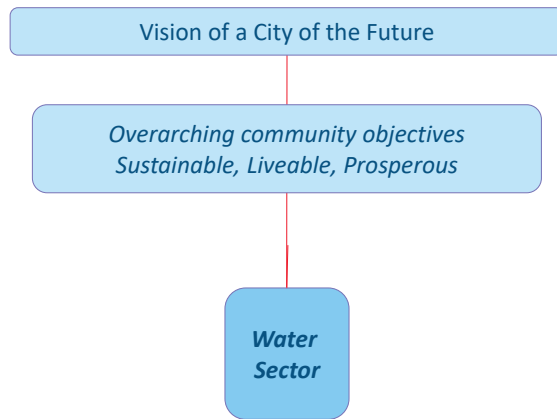 Vision of a City of the Future
Overarching community objectives
Sustainable, Liveable, Prosperous
Water
Sector